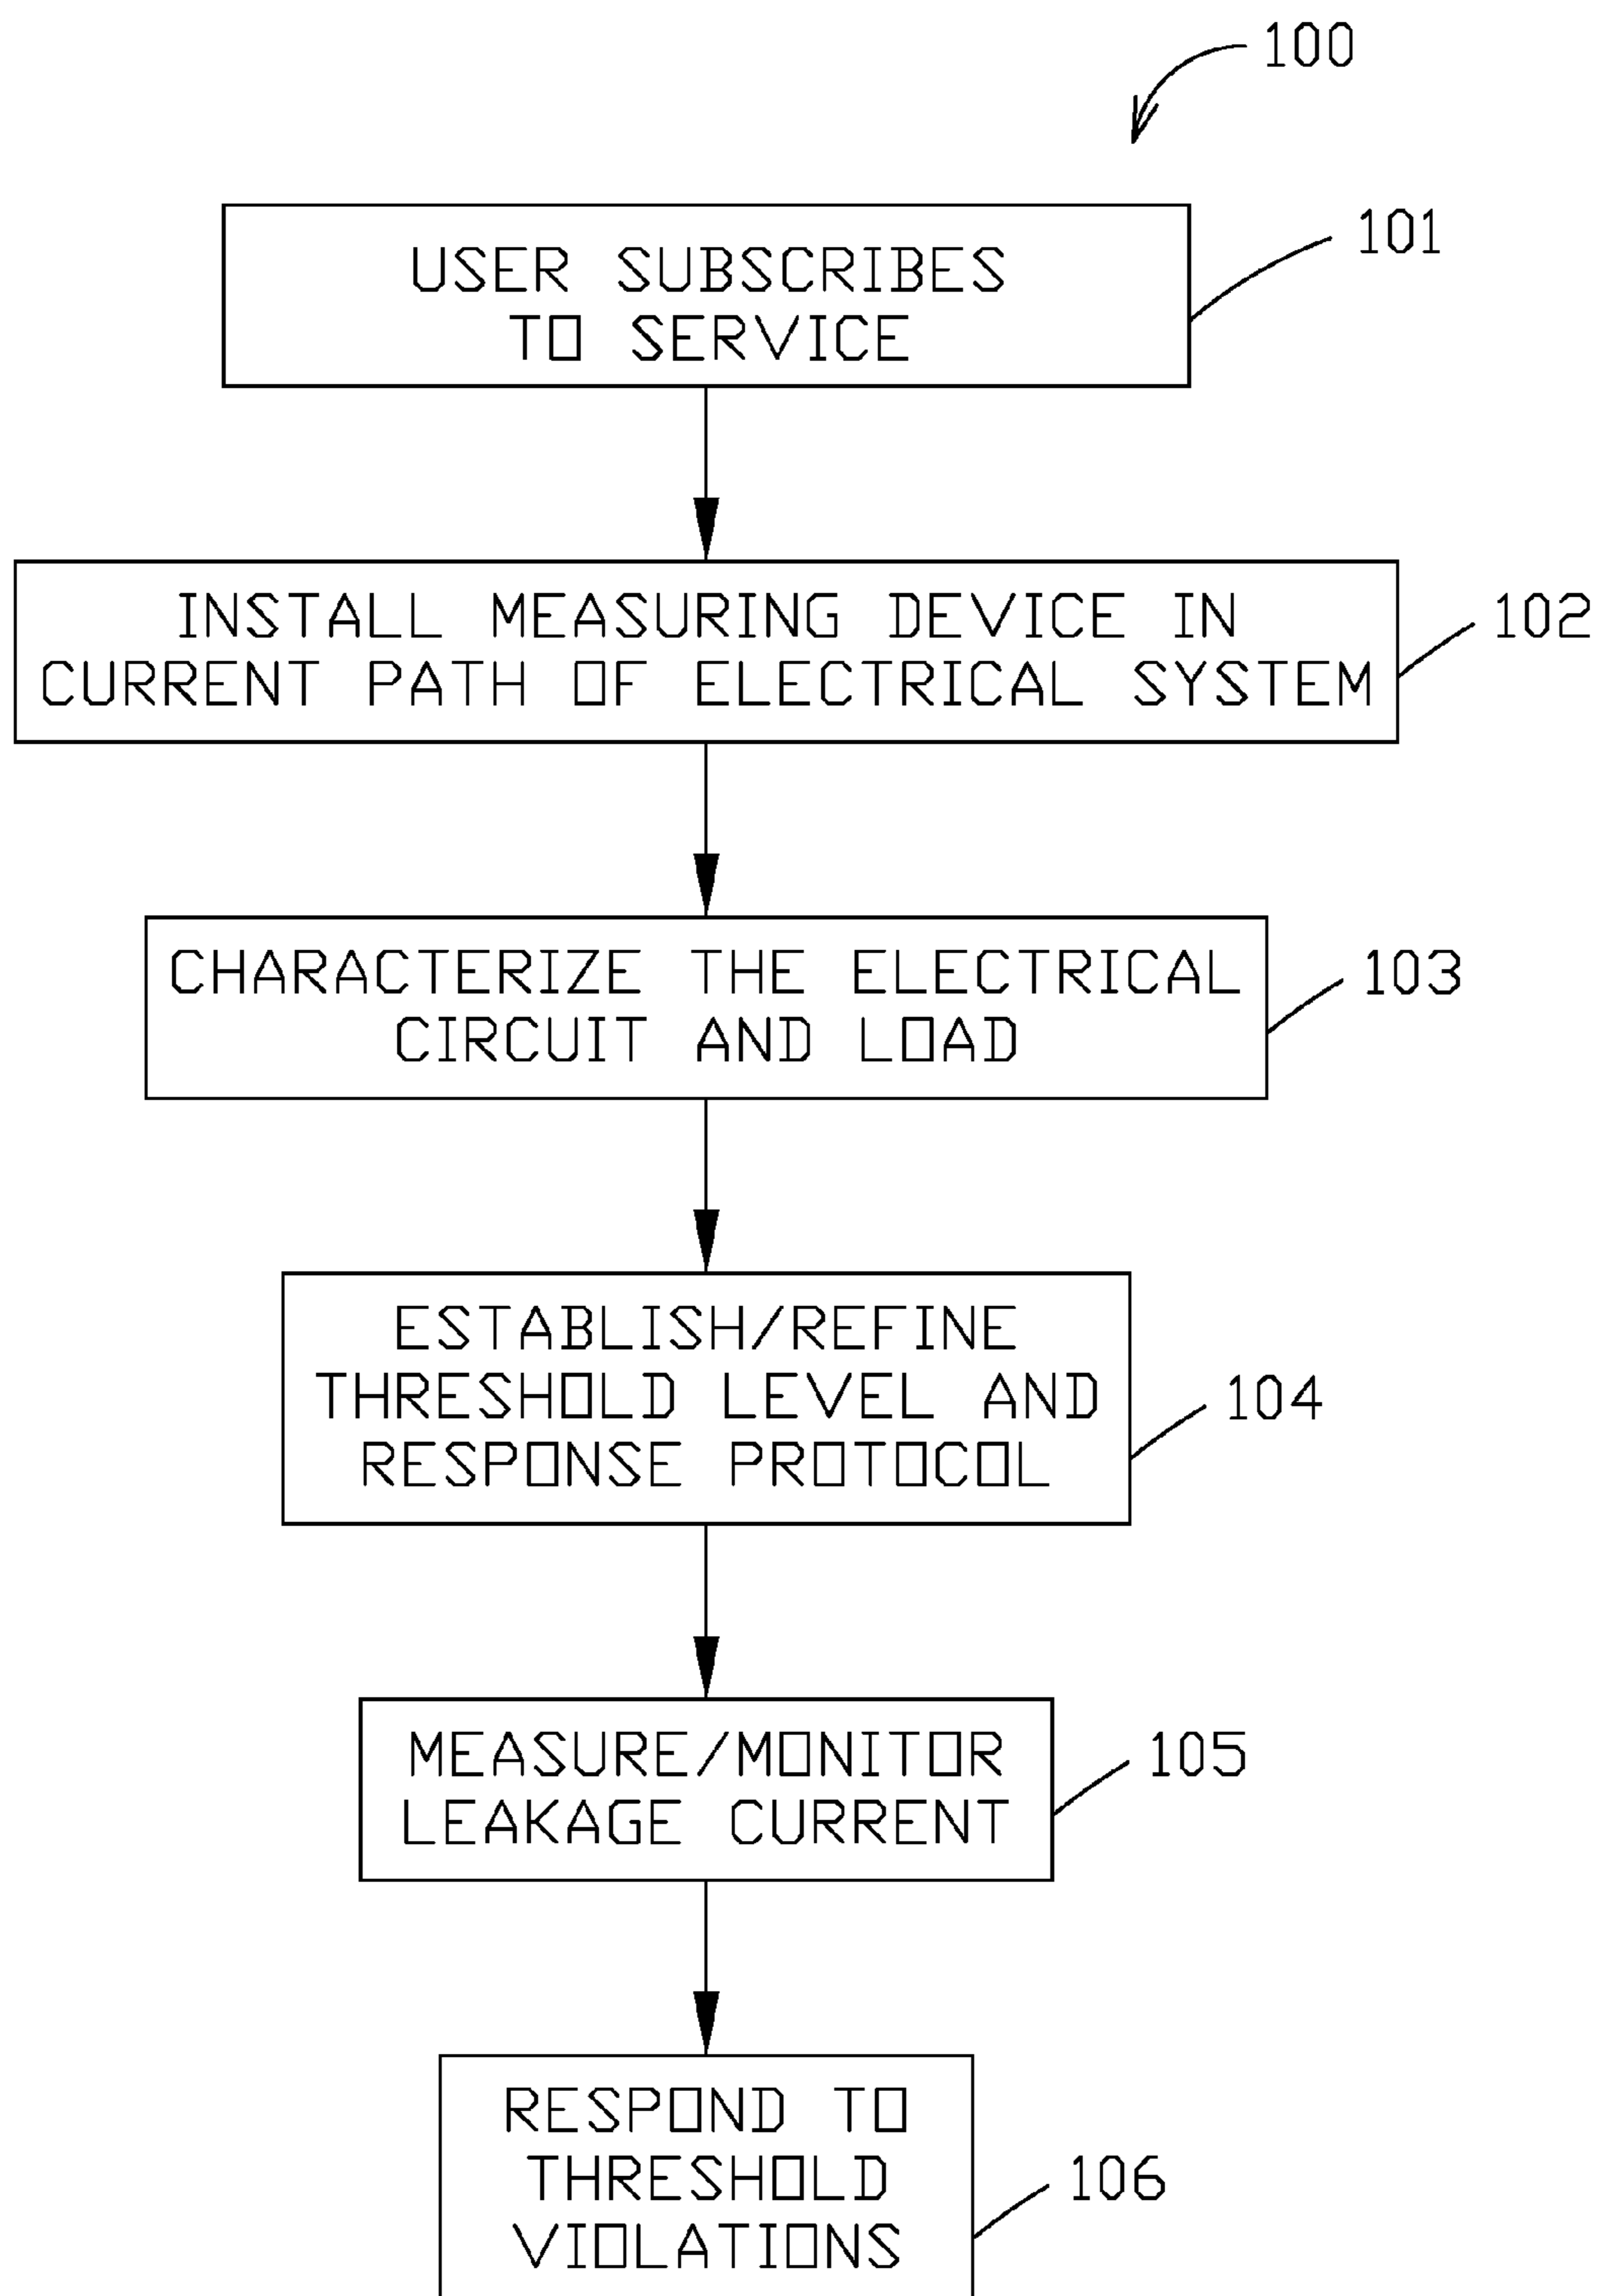 100
USER SUBSCRIBES
TO SERVICE
101
INSTALL MEASURING DEVICE IN
CURRENT PATH OF ELECTRICAL SYSTEM
102
CHARACTERIZE THE ELECTRICAL
CIRCUIT AND LOAD
103
ESTABLISH/REFINE
THRESHOLD LEVEL AND
RESPONSE PROTOCOL
104
MEASURE/MONITOR
LEAKAGE CURRENT
105
RESPOND TO
THRESHOLD
VIOLATIONS
106